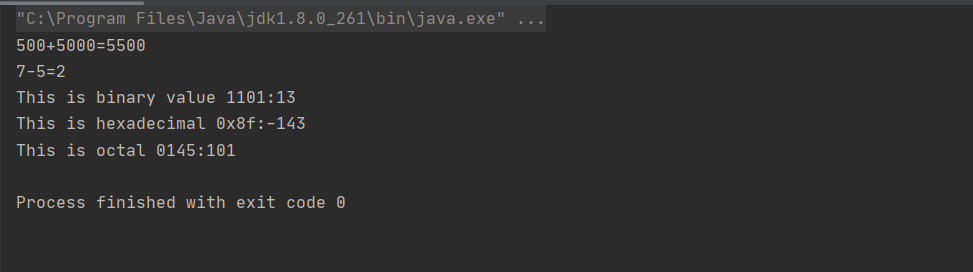 "C:\Program Files\Java\jdk1.8.0_261\bin\java.exe" ...
500+5000=5500
7-5=2
This is binary value 1101:13
This is hexadecimal 0x8f:-143
This is octal 0145:101
Process finished with exit code 0